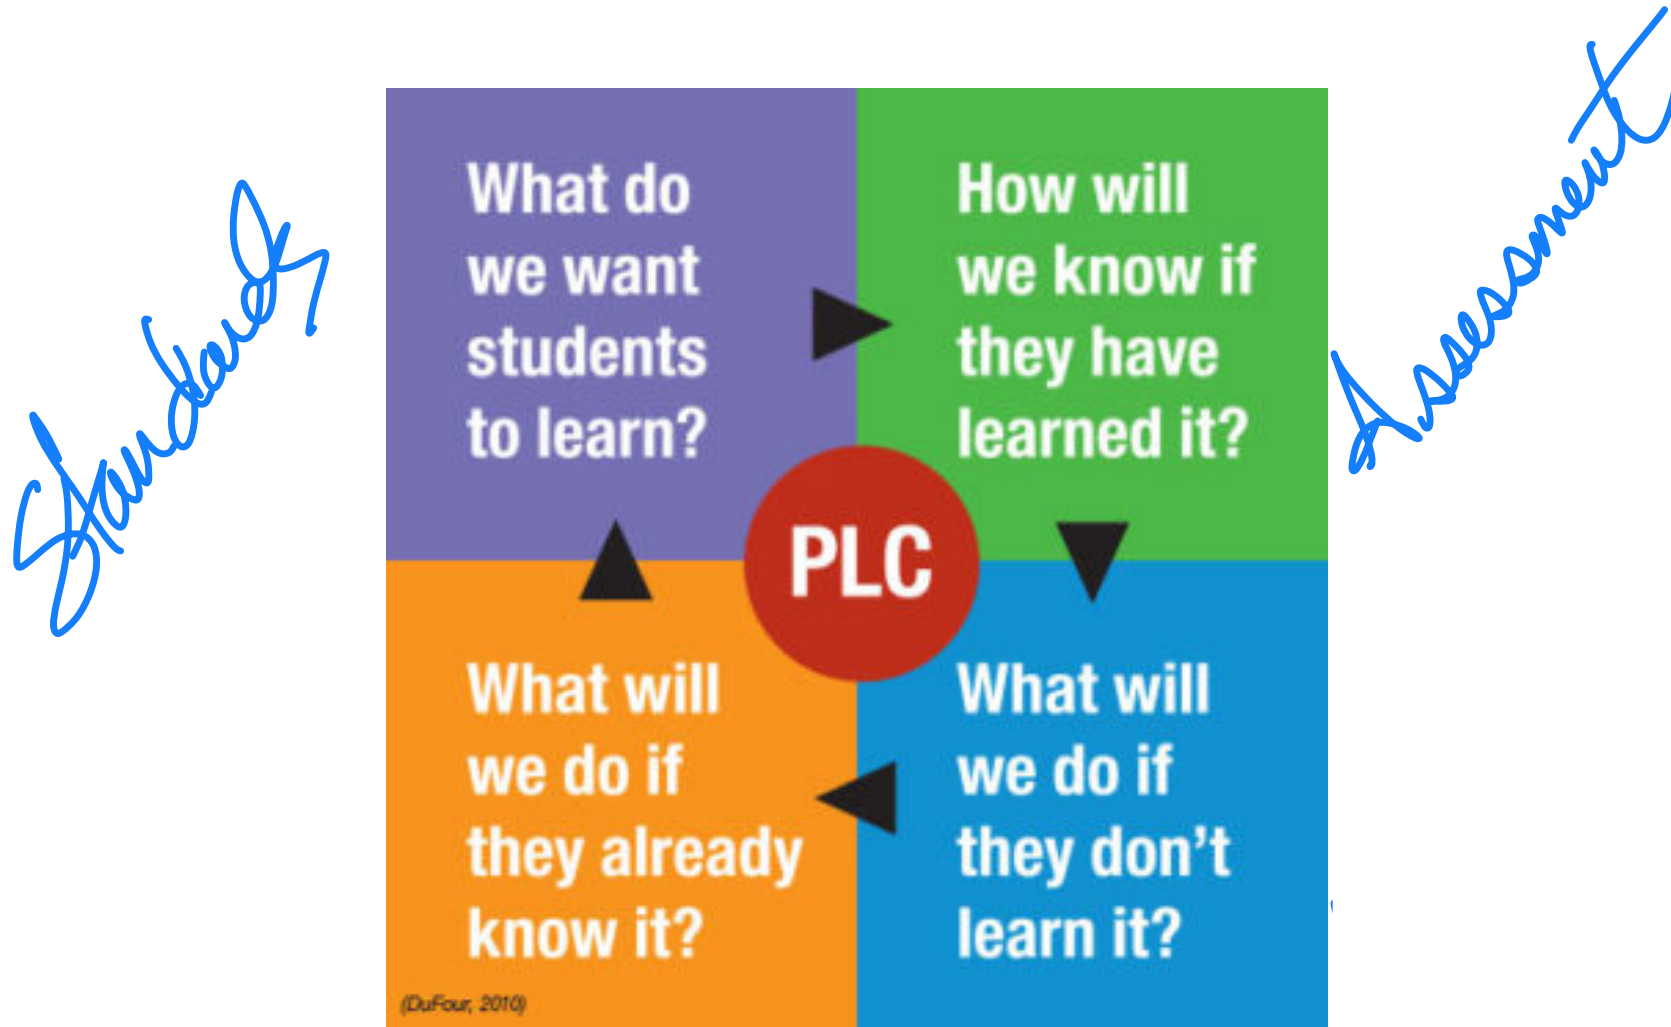 Standards
What do
we want
students
to learn?
How will
we know if
they have
learned it?
Assessment
PLC
What will
we do if
they already
know it?
What will
we do if
they don't
learn it?
(DuFour, 2010)